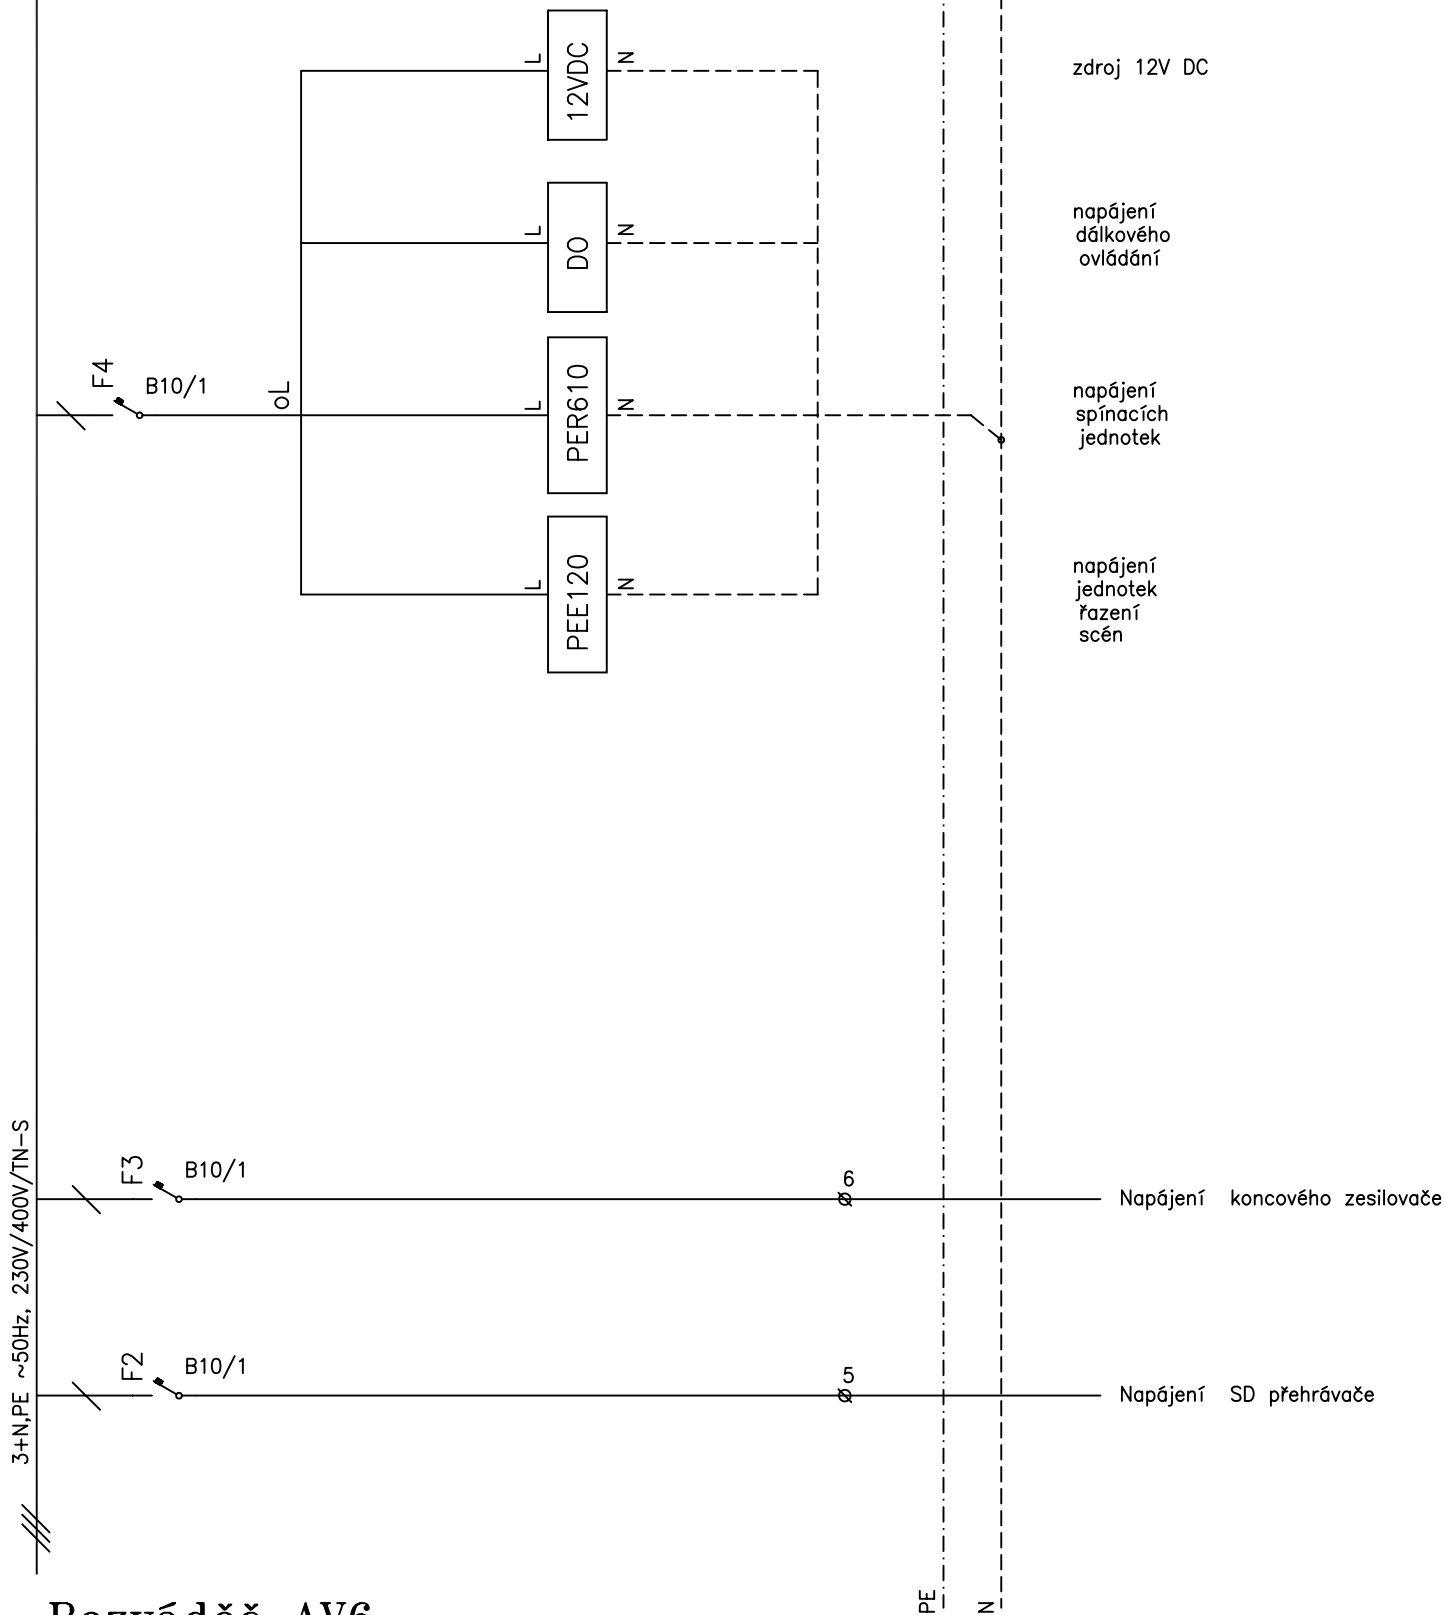 L
12VDC
N
zdroj 12V DC
L
DO
N
napájení
dálkového
ovládání
F4
B10/1
oL
L
PER610
N
napájení
spínacích
jednotek
L
PEE120
N
napájení
jednotek
řazení
scén
3+N,PE ~50Hz, 230V/400V/TN-S
F3
B10/1
6
Napájení koncového zesilovače
F2
B10/1
5
Napájení SD přehrávače
PE
N
Rozváděč AV6